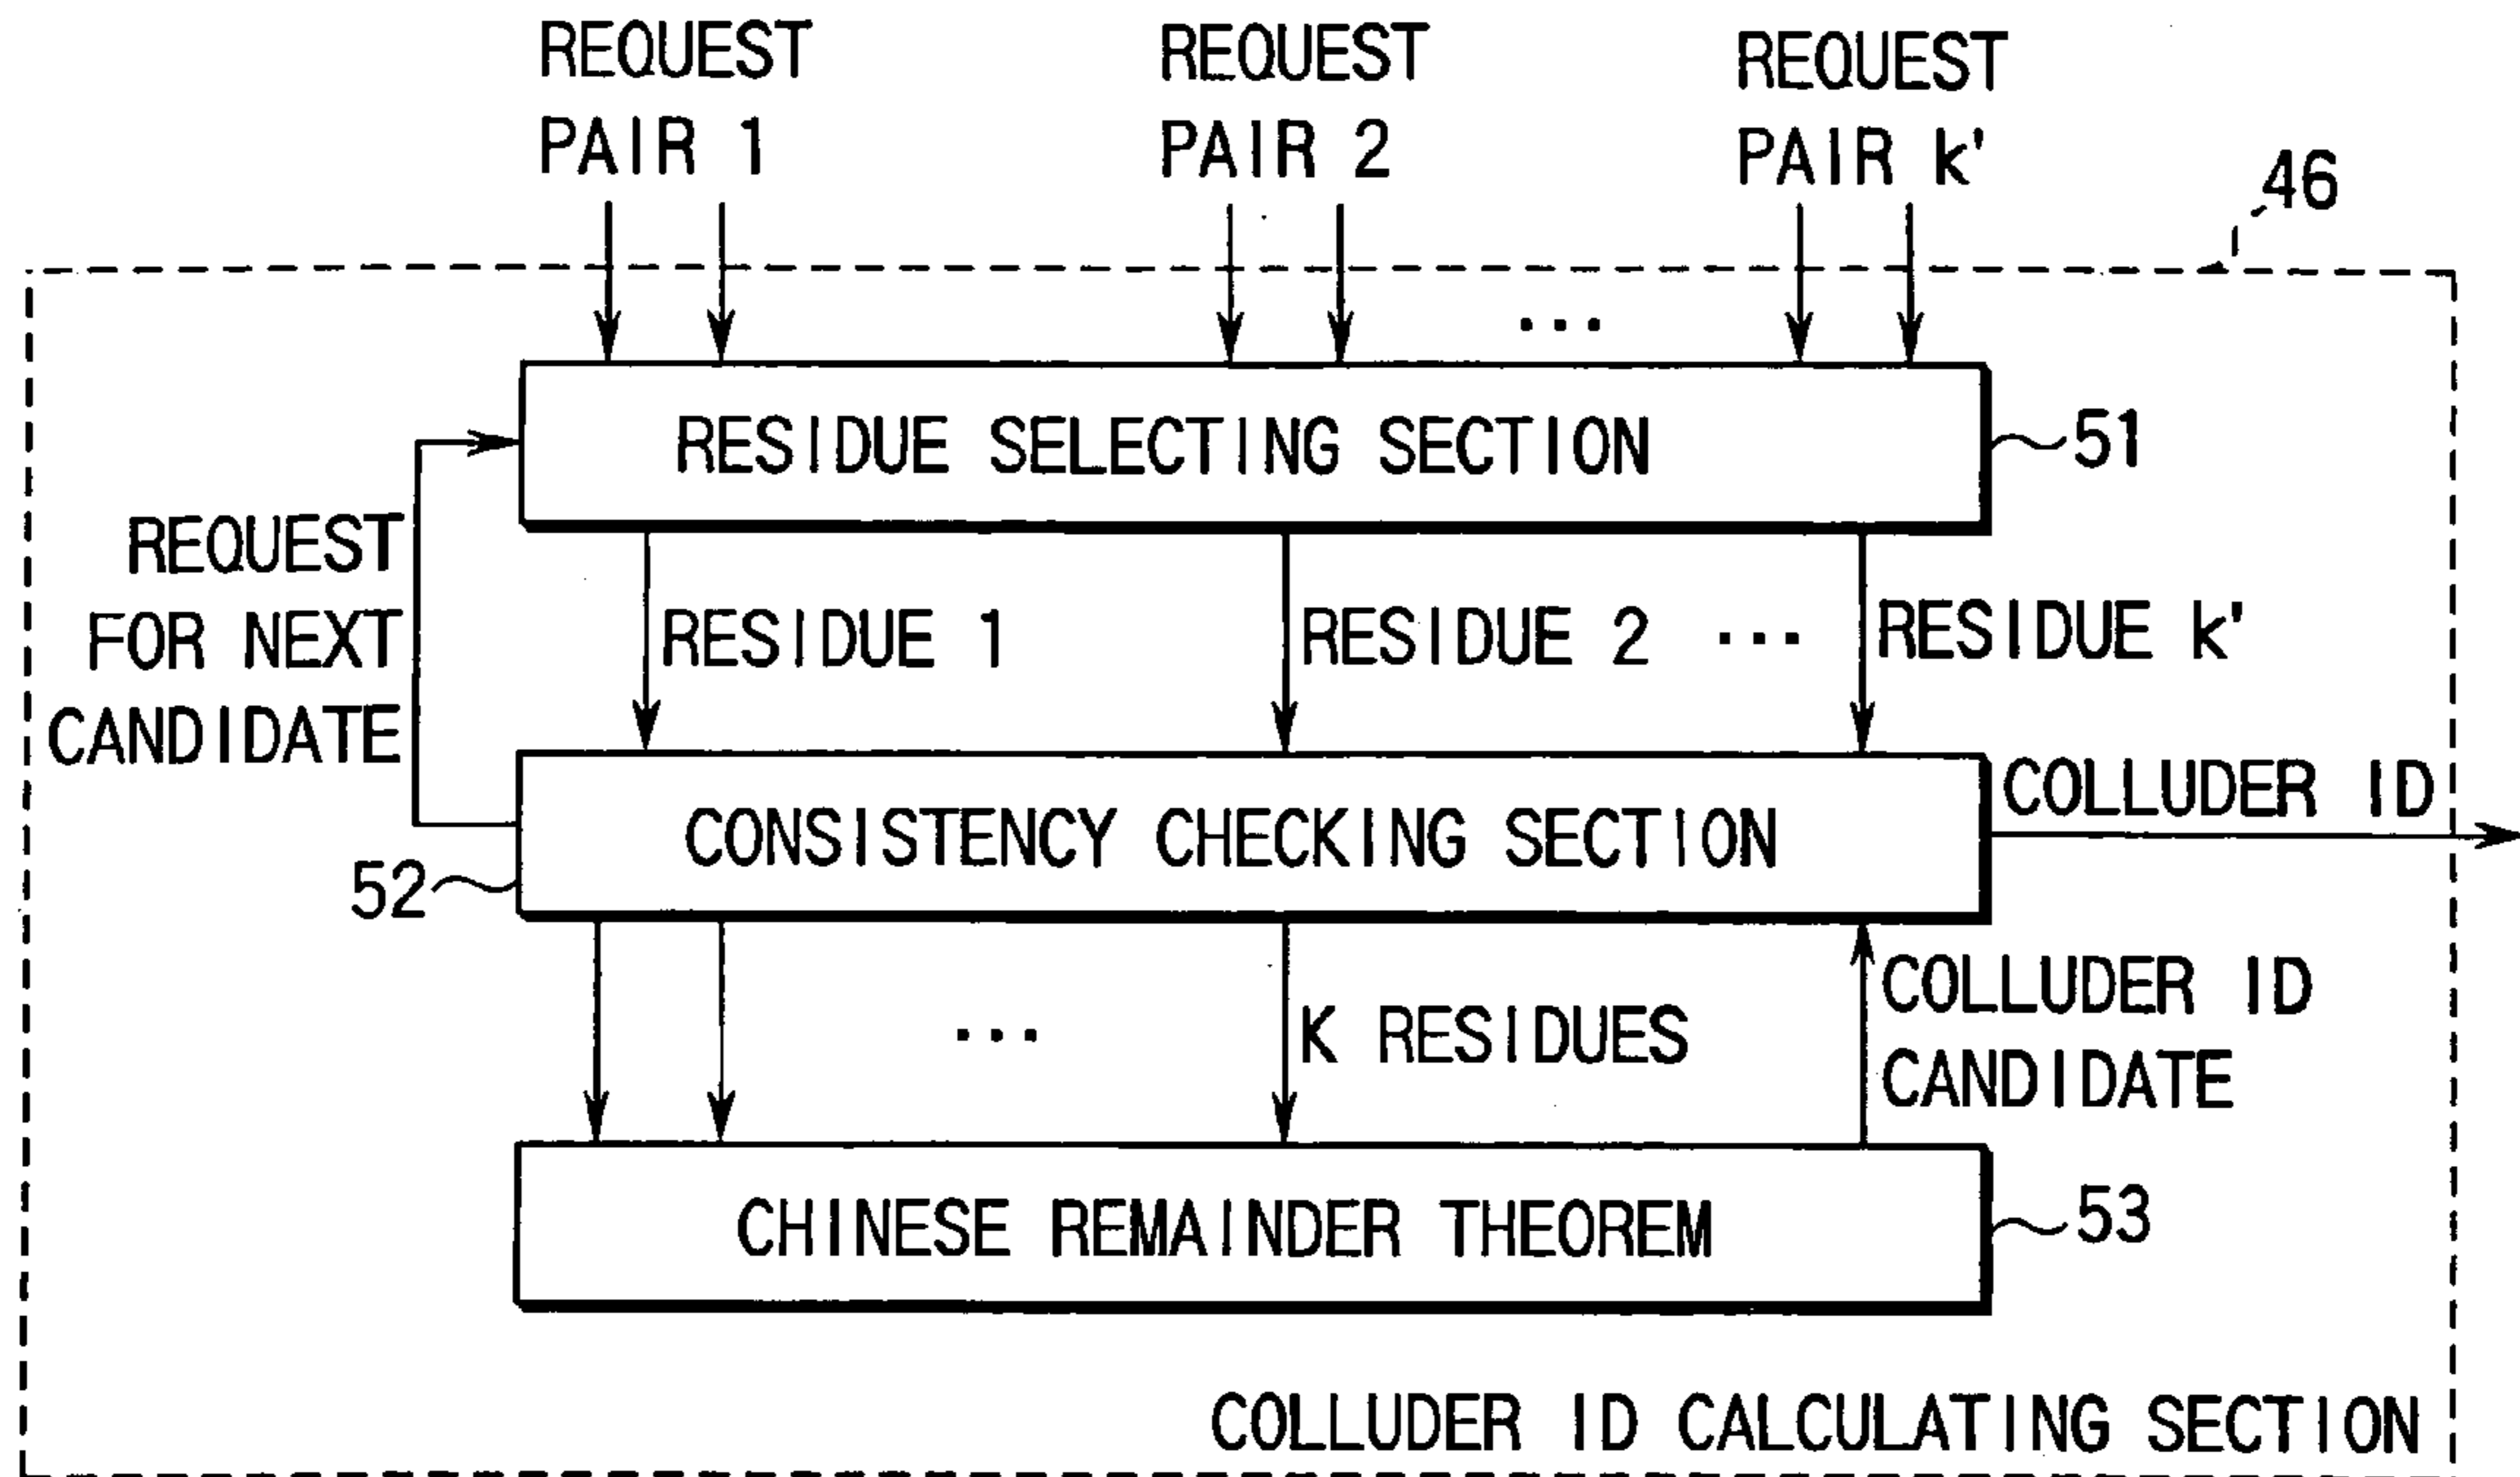 REQUEST
PAIR 1
REQUEST
PAIR 2
REQUEST
PAIR k'
46
...
RESIDUE SELECTING SECTION
51
REQUEST
FOR NEXT
CANDIDATE
RESIDUE 1
RESIDUE 2
...
RESIDUE k'
CONSISTENCY CHECKING SECTION
52
COLLUDER ID
...
K RESIDUES
COLLUDER ID
CANDIDATE
CHINESE REMAINDER THEOREM
53
COLLUDER ID CALCULATING SECTION